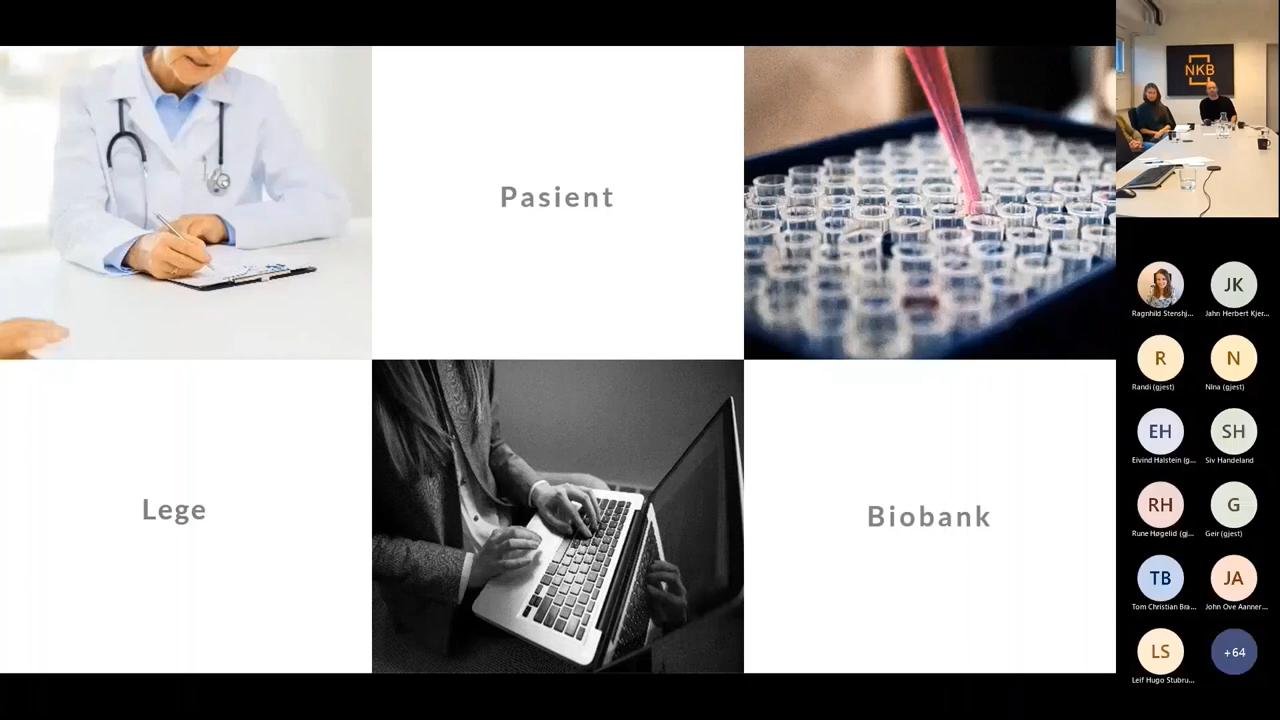 Pasient
Lege
Biobank
NKB
Ragnhild Stenshj...
JK
Jahn Herbert Kjer...
R
Randi (gjest)
N
Nina (gjest)
EH
Eivind Halstein (g...
SH
Siv Handeland
RH
Rune Høgelid (gj...
G
Geir (gjest)
TB
Tom Christian Bra...
JA
John Ove Aanner...
LS
Leif Hugo Stubru...
+64